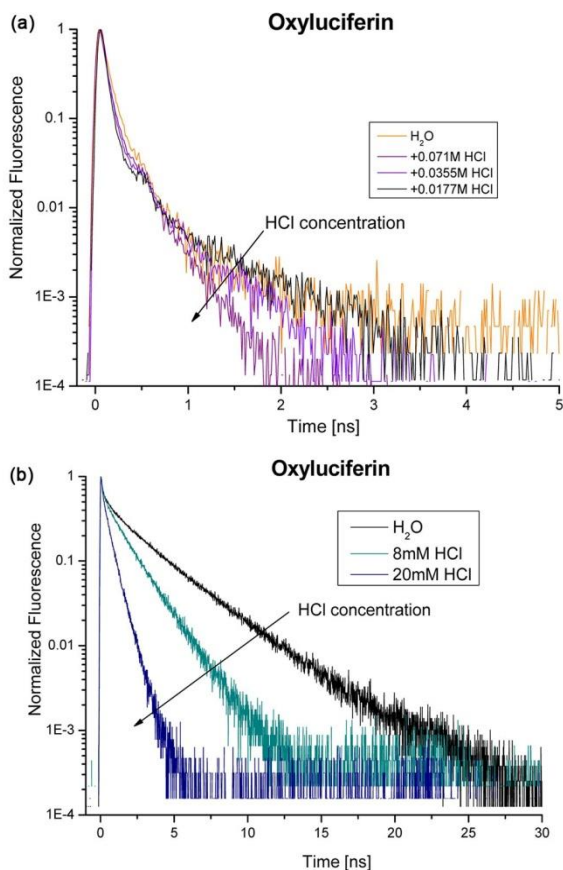 (a)
Oxyluciferin
Normalized Fluorescence
1
0.1
0.01
1E-3
1E-4
H₂O
+0.071M HCl
+0.0355M HCl
+0.0177M HCl
HCl concentration
0 1 2 3 4 5
Time [ns]
(b)
Oxyluciferin
Normalized Fluorescence
1
0.1
0.01
1E-3
1E-4
H₂O
8mM HCl
20mM HCl
HCl concentration
0 5 10 15 20 25 30
Time [ns]